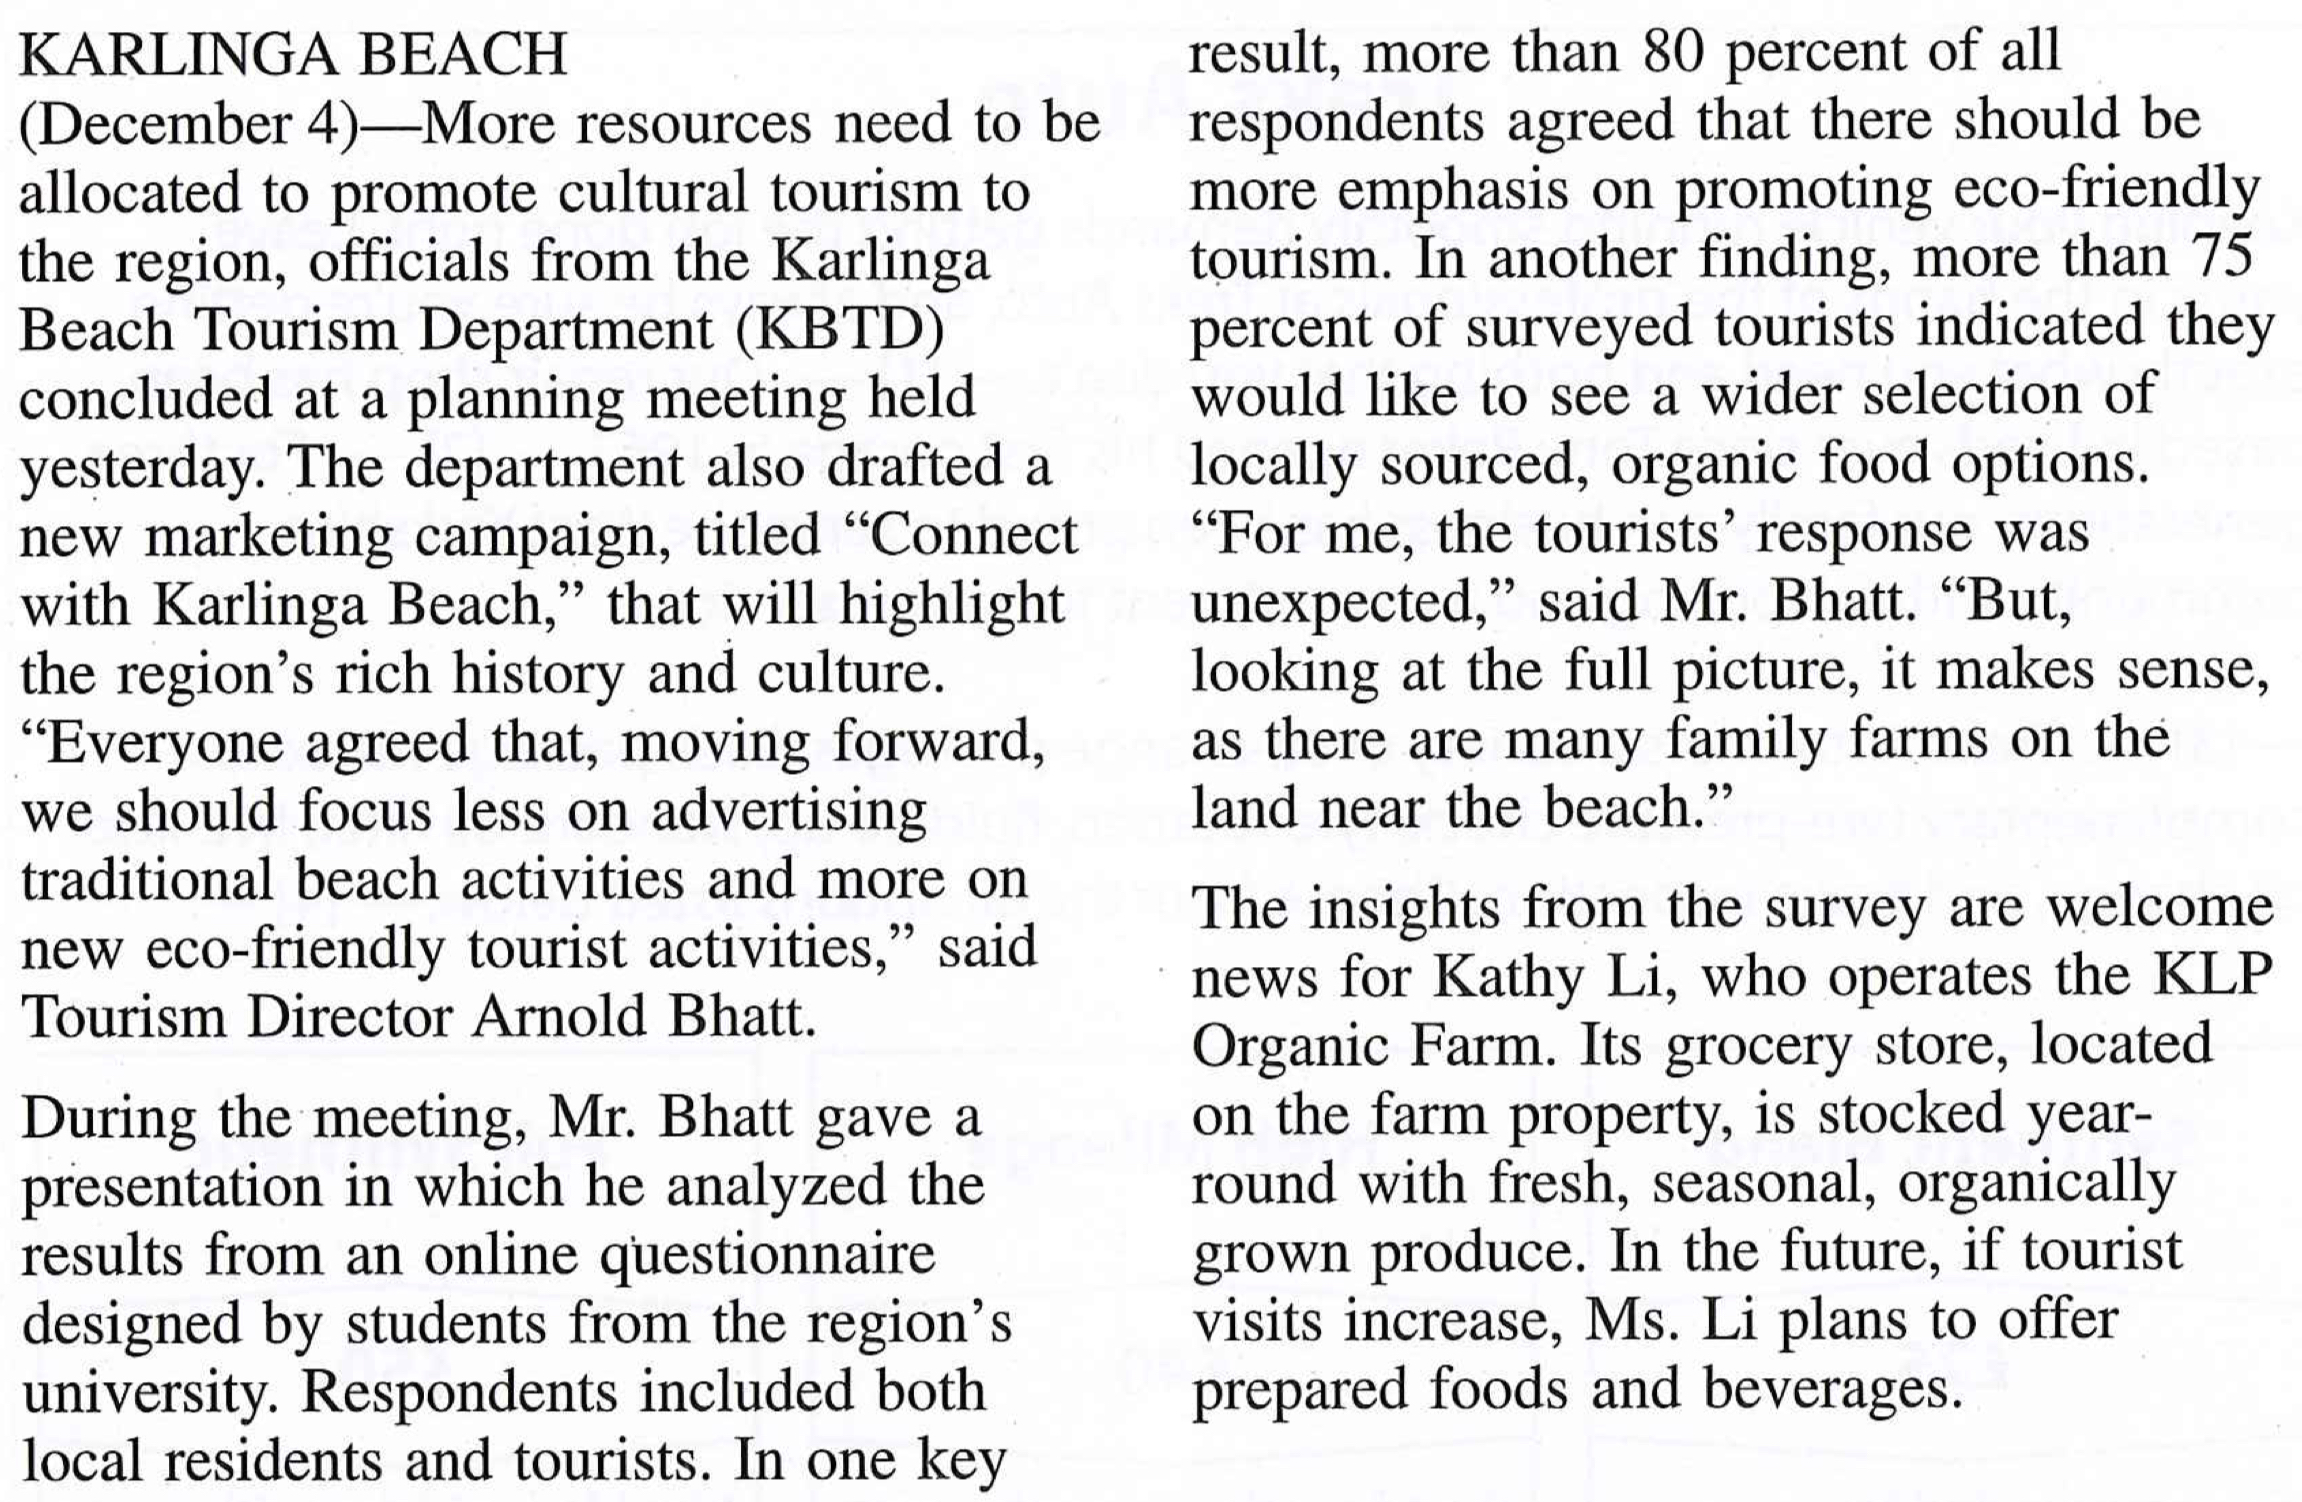 KARLINGA BEACH
(December 4)—More resources need to be
allocated to promote cultural tourism to
the region, officials from the Karlinga
Beach Tourism Department (KBTD)
concluded at a planning meeting held
yesterday. The department also drafted a
new marketing campaign, titled “Connect
with Karlinga Beach,” that will highlight
the region’s rich history and culture.
“Everyone agreed that, moving forward,
we should focus less on advertising
traditional beach activities and more on
new eco-friendly tourist activities,” said
Tourism Director Arnold Bhatt.
During the meeting, Mr. Bhatt gave a
presentation in which he analyzed the
results from an online questionnaire
designed by students from the region’s
university. Respondents included both
local residents and tourists. In one key
result, more than 80 percent of all
respondents agreed that there should be
more emphasis on promoting eco-friendly
tourism. In another finding, more than 75
percent of surveyed tourists indicated they
would like to see a wider selection of
locally sourced, organic food options.
“For me, the tourists’ response was
unexpected,” said Mr. Bhatt. “But,
looking at the full picture, it makes sense,
as there are many family farms on the
land near the beach.”
The insights from the survey are welcome
news for Kathy Li, who operates the KLP
Organic Farm. Its grocery store, located
on the farm property, is stocked year-
round with fresh, seasonal, organically
grown produce. In the future, if tourist
visits increase, Ms. Li plans to offer
prepared foods and beverages.